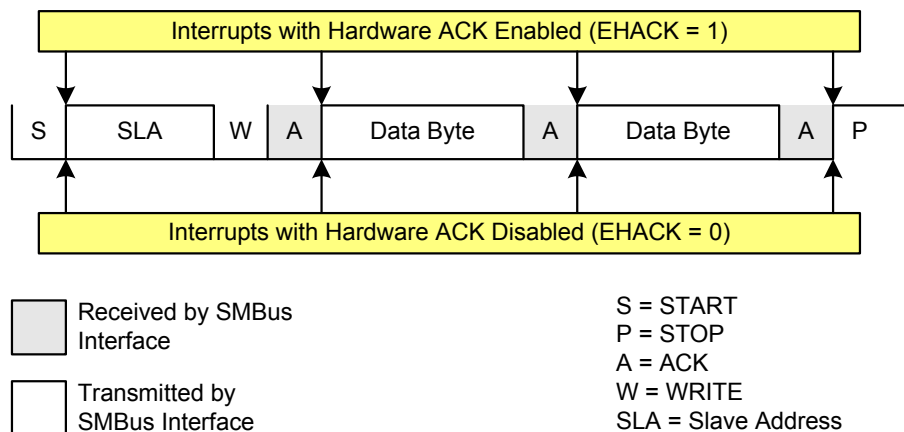 Interrupts with Hardware ACK Enabled (EHACK = 1)
S SLA W A Data Byte A Data Byte A P
Interrupts with Hardware ACK Disabled (EHACK = 0)
Received by SMBus
Interface
Transmitted by
SMBus Interface
S = START
P = STOP
A = ACK
W = WRITE
SLA = Slave Address